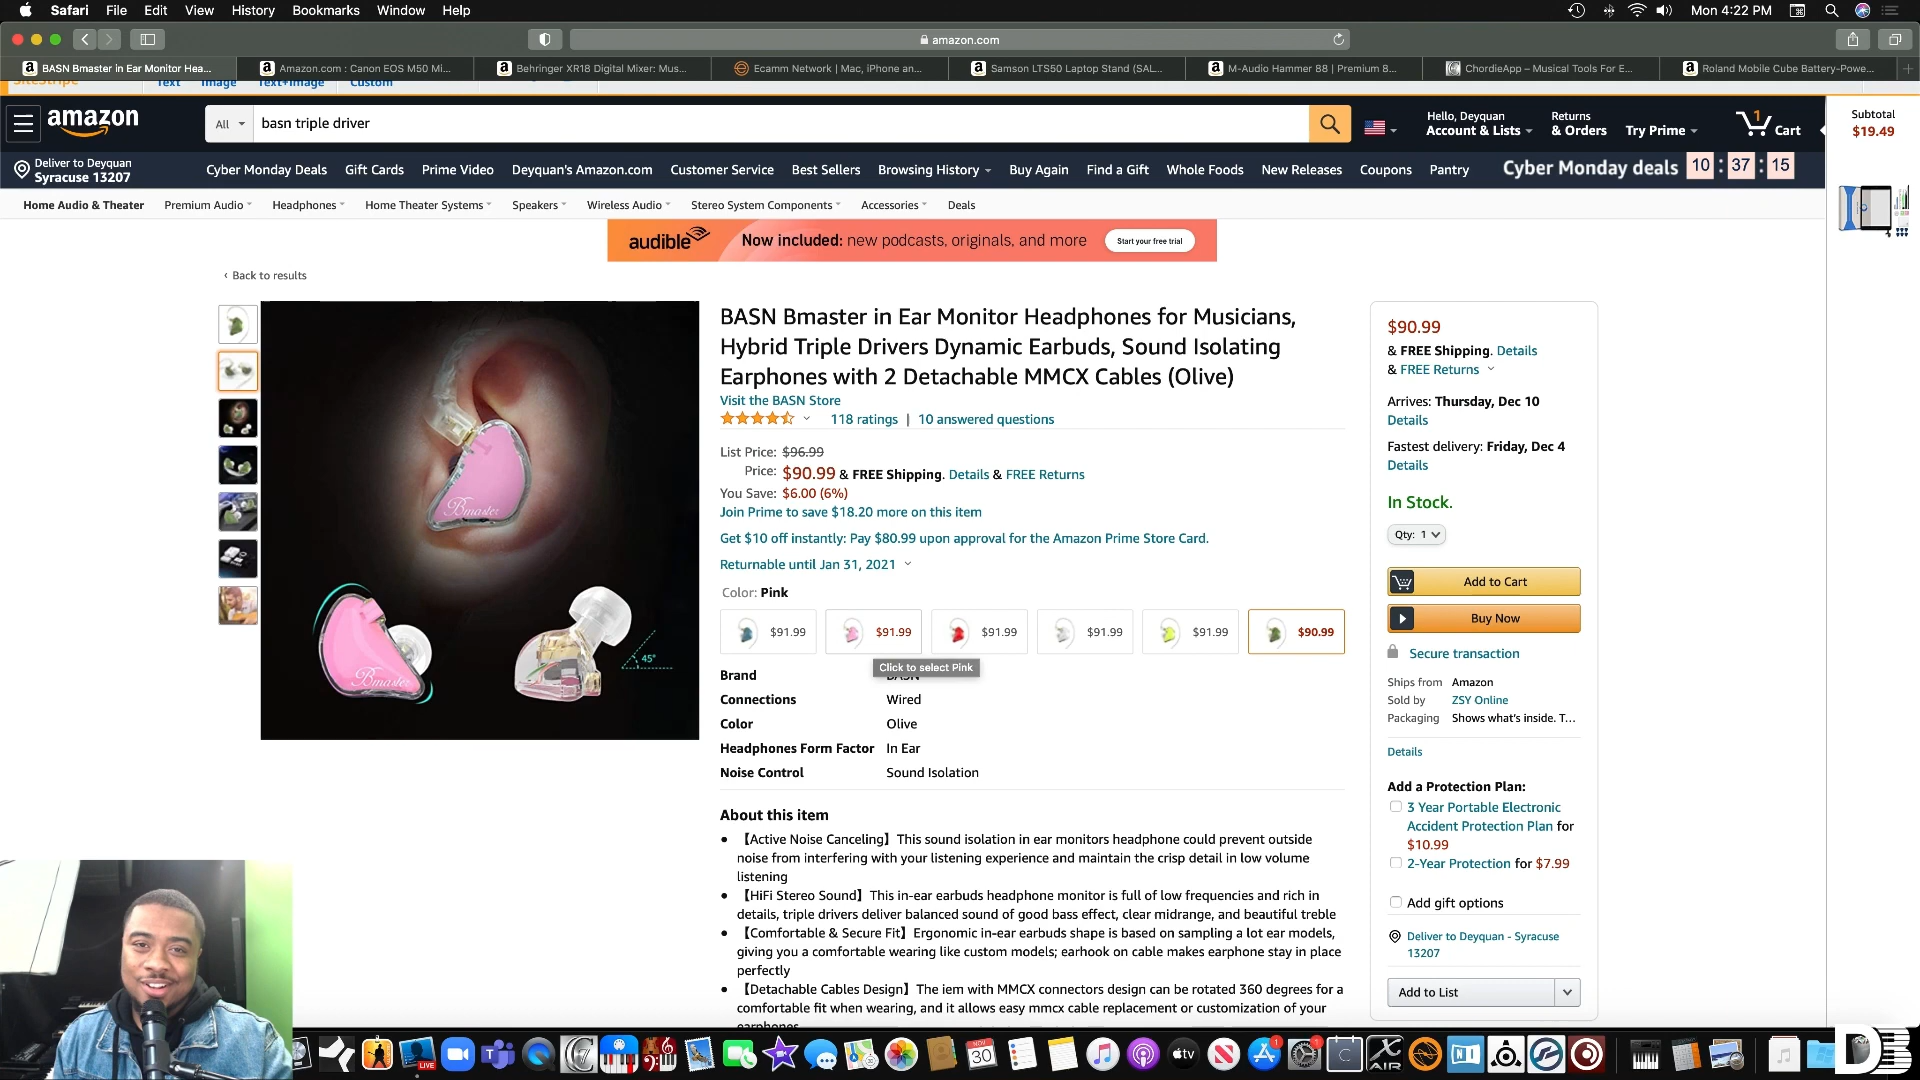 Safari File Edit View History Bookmarks Window Help
Mon 4:22 PM
amazon.com
BASN Bmaster in Ear Monitor Hea...
Amazon.com : Canon EOS M50 Mi...
Behringer XR18 Digital Mixer: Mus...
Ecamm Network | Mac, iPhone an...
Samson LTS50 Laptop Stand (SAL...
M-Audio Hammer 88 | Premium 8...
ChordieApp – Musical Tools For E...
Roland Mobile Cube Battery-Powe...
SiteStripe Text Image Text+Image Custom
amazon
All
basn triple driver
Hello, Deyquan
Account & Lists
Returns
& Orders
Try Prime
1
Cart
Subtotal
$19.49
Deliver to Deyquan
Syracuse 13207
Cyber Monday Deals Gift Cards Prime Video Deyquan's Amazon.com Customer Service Best Sellers Browsing History Buy Again Find a Gift Whole Foods New Releases Coupons Pantry
Cyber Monday deals 10 : 37 : 15
Home Audio & Theater Premium Audio Headphones Home Theater Systems Speakers Wireless Audio Stereo System Components Accessories Deals
audible Now included: new podcasts, originals, and more Start your free trial
‹ Back to results
BASN Bmaster in Ear Monitor Headphones for Musicians,
Hybrid Triple Drivers Dynamic Earbuds, Sound Isolating
Earphones with 2 Detachable MMCX Cables (Olive)
Visit the BASN Store
118 ratings | 10 answered questions
List Price: $96.99
Price: $90.99 & FREE Shipping. Details & FREE Returns
You Save: $6.00 (6%)
Join Prime to save $18.20 more on this item
Get $10 off instantly: Pay $80.99 upon approval for the Amazon Prime Store Card.
Returnable until Jan 31, 2021
Color: Pink
$91.99 $91.99 $91.99 $91.99 $91.99 $90.99
Click to select Pink
Brand BASN
Connections Wired
Color Olive
Headphones Form Factor In Ear
Noise Control Sound Isolation
About this item
【Active Noise Canceling】This sound isolation in ear monitors headphone could prevent outside
noise from interfering with your listening experience and maintain the crisp detail in low volume
listening
【HiFi Stereo Sound】This in-ear earbuds headphone monitor is full of low frequencies and rich in
details, triple drivers deliver balanced sound of good bass effect, clear midrange, and beautiful treble
【Comfortable & Secure Fit】Ergonomic in-ear earbuds shape is based on sampling a lot ear models,
giving you a comfortable wearing like custom models; earhook on cable makes earphone stay in place
perfectly
【Detachable Cables Design】The iem with MMCX connectors design can be rotated 360 degrees for a
comfortable fit when wearing, and it allows easy mmcx cable replacement or customization of your
earphones
Bmaster
Bmaster
45°
$90.99
& FREE Shipping. Details
& FREE Returns
Arrives: Thursday, Dec 10
Details
Fastest delivery: Friday, Dec 4
Details
In Stock.
Qty: 1
Add to Cart
Buy Now
Secure transaction
Ships from Amazon
Sold by ZSY Online
Packaging Shows what's inside. T...
Details
Add a Protection Plan:
3 Year Portable Electronic
Accident Protection Plan for
$10.99
2-Year Protection for $7.99
Add gift options
Deliver to Deyquan - Syracuse
13207
Add to List
LIVE
NOV
30
tv
1
X
AIR
D